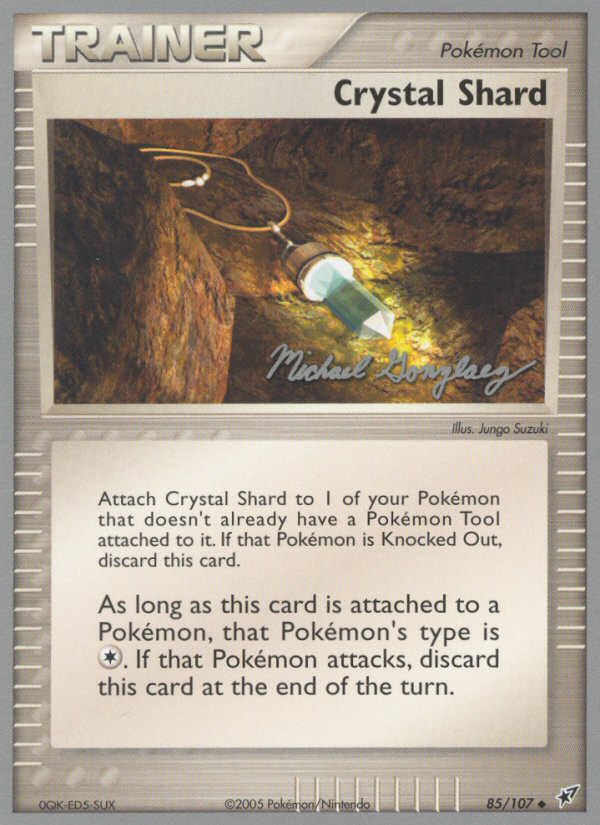 TRAINER
Pokémon Tool
Crystal Shard
Michael Gonzalez
Illus. Jungo Suzuki
Attach Crystal Shard to 1 of your Pokémon
that doesn't already have a Pokémon Tool
attached to it. If that Pokémon is Knocked Out,
discard this card.
As long as this card is attached to a
Pokémon, that Pokémon's type is
. If that Pokémon attacks, discard
this card at the end of the turn.
0QK-ED5-SUX
©2005 Pokémon/Nintendo
85/107